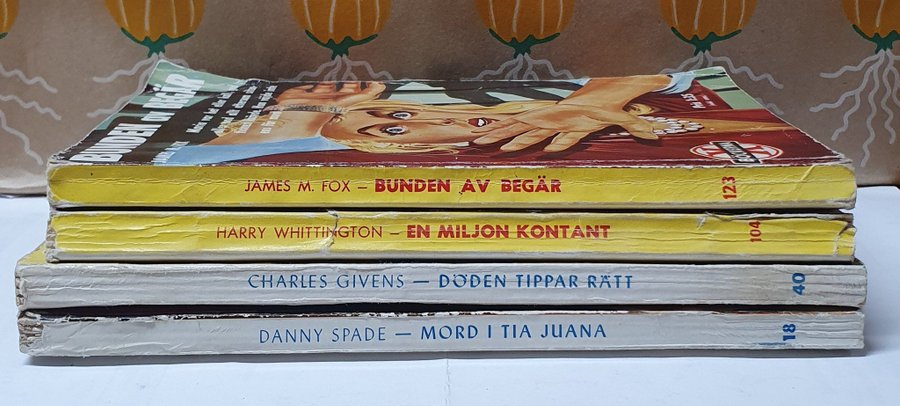 BUNDEN AV BEGÄR
JAMES M. FOX – BUNDEN AV BEGÄR 123
HARRY WHITTINGTON – EN MILJON KONTANT 104
CHARLES GIVENS – DÖDEN TIPPAR RÄTT 40
DANNY SPADE – MORD I TIA JUANA 18